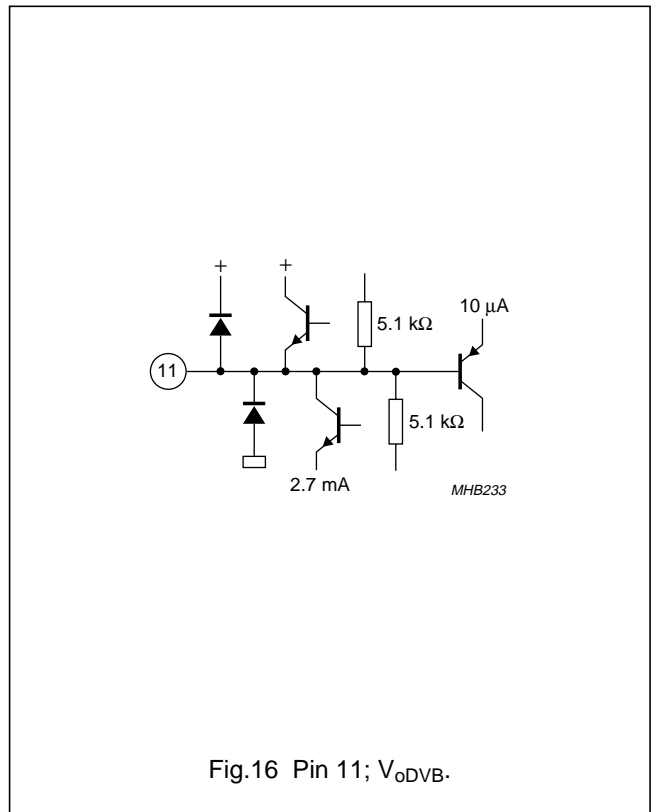 + +
10 μA
5.1 kΩ
11
5.1 kΩ
2.7 mA
MHB233
Fig.16 Pin 11; VoDVB.